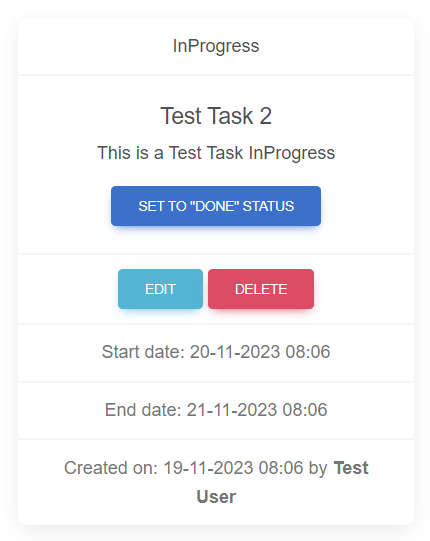 InProgress
Test Task 2
This is a Test Task InProgress
SET TO "DONE" STATUS
EDIT DELETE
Start date: 20-11-2023 08:06
End date: 21-11-2023 08:06
Created on: 19-11-2023 08:06 by Test
User